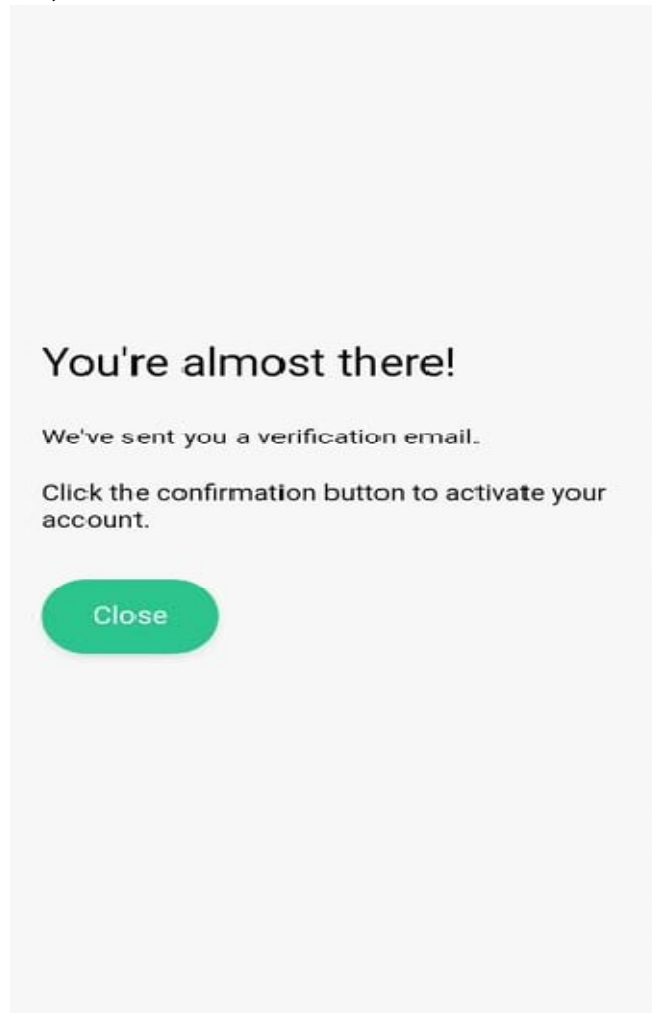 You're almost there!
We've sent you a verification email.
Click the confirmation button to activate your
account.
Close